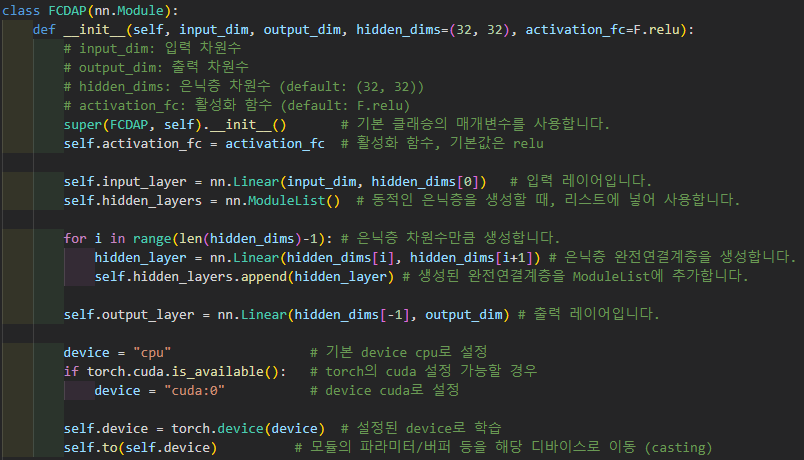 class FCDAP(nn.Module):
    def __init__(self, input_dim, output_dim, hidden_dims=(32, 32), activation_fc=F.relu):
        # input_dim: 입력 차원수
        # output_dim: 출력 차원수
        # hidden_dims: 은닉층 차원수 (default: (32, 32))
        # activation_fc: 활성화 함수 (default: F.relu)
        super(FCDAP, self).__init__()       # 기본 클래승의 매개변수를 사용합니다.
        self.activation_fc = activation_fc  # 활성화 함수, 기본값은 relu

        self.input_layer = nn.Linear(input_dim, hidden_dims[0])   # 입력 레이어입니다.
        self.hidden_layers = nn.ModuleList()  # 동적인 은닉층을 생성할 때, 리스트에 넣어 사용합니다.

        for i in range(len(hidden_dims)-1): # 은닉층 차원수만큼 생성합니다.
            hidden_layer = nn.Linear(hidden_dims[i], hidden_dims[i+1]) # 은닉층 완전연결계층을 생성합니다.
            self.hidden_layers.append(hidden_layer) # 생성된 완전연결계층을 ModuleList에 추가합니다.

        self.output_layer = nn.Linear(hidden_dims[-1], output_dim) # 출력 레이어입니다.

        device = "cpu"                  # 기본 device cpu로 설정
        if torch.cuda.is_available():   # torch의 cuda 설정 가능할 경우
            device = "cuda:0"           # device cuda로 설정

        self.device = torch.device(device)  # 설정된 device로 학습
        self.to(self.device)          # 모듈의 파라미터/버퍼 등을 해당 디바이스로 이동 (casting)